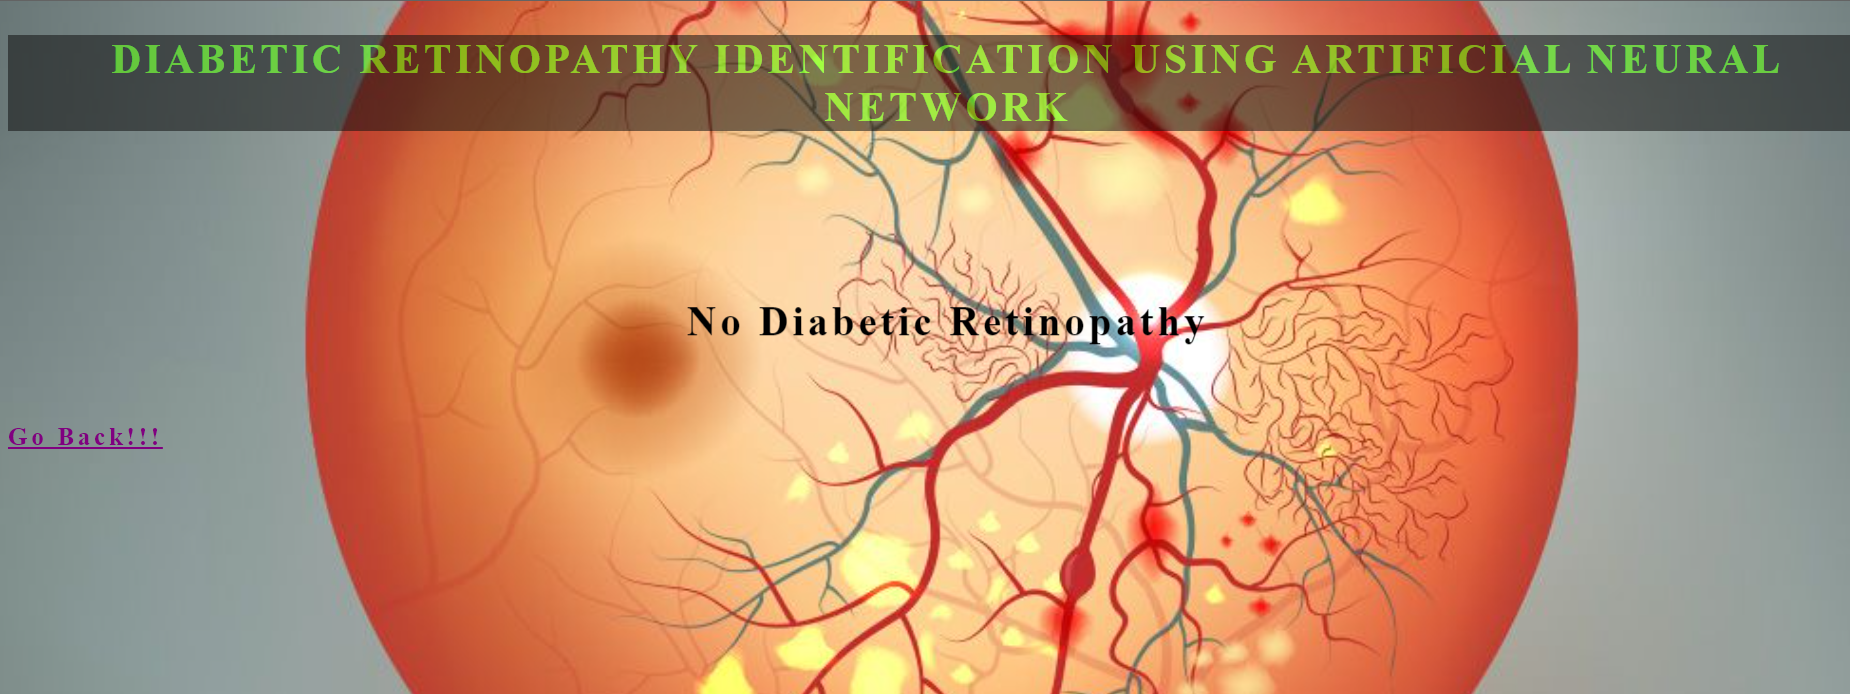 DIABETIC RETINOPATHY IDENTIFICATION USING ARTIFICIAL NEURAL
NETWORK
No Diabetic Retinopathy
Go Back!!!